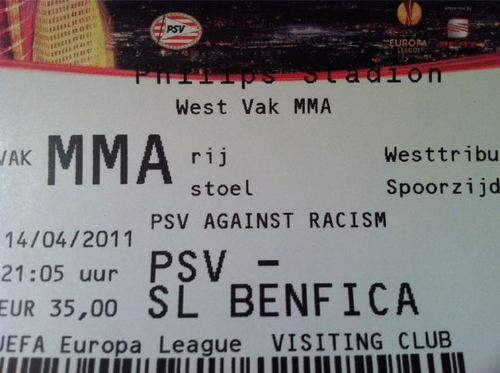 PSV
EUROPA
LEAGUE
Philips Stadion
West Vak MMA
VAK MMA rij Westtribu
stoel Spoorzijd
PSV AGAINST RACISM
14/04/2011
21:05 uur PSV -
EUR 35,00 SL BENFICA
UEFA Europa League VISITING CLUB